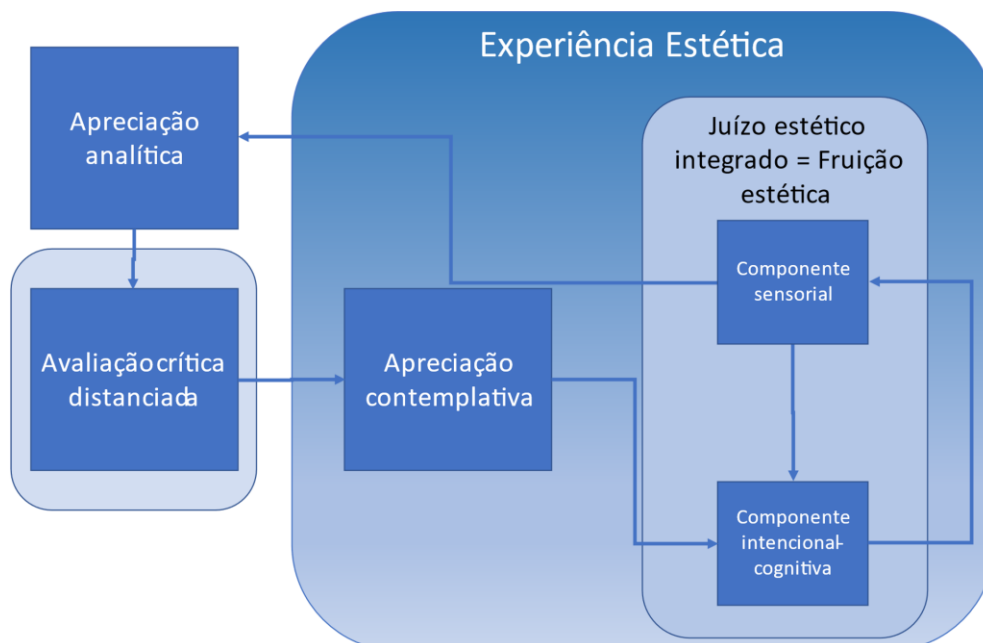 Experiência Estética
Apreciação
analítica
Juízo estético
integrado = Fruição
estética
Componente
sensorial
Avaliação crítica
distanciada
Apreciação
contemplativa
Componente
intencional-
cognitiva